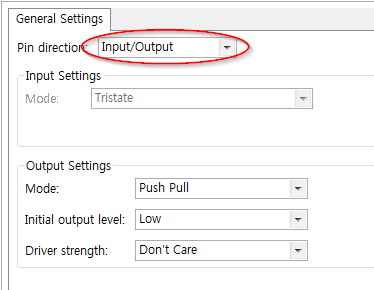 General Settings
Pin direction: Input/Output
Input Settings
Mode: Tristate
Output Settings
Mode: Push Pull
Initial output level: Low
Driver strength: Don't Care